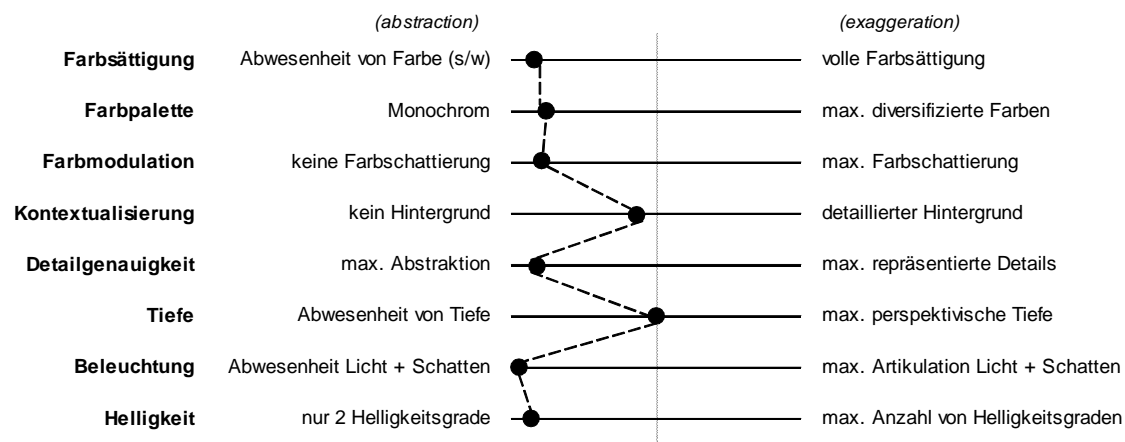 (abstraction) (exaggeration)
Farbsättigung Abwesenheit von Farbe (s/w) volle Farbsättigung
Farbpalette Monochrom max. diversifizierte Farben
Farbmodulation keine Farbschattierung max. Farbschattierung
Kontextualisierung kein Hintergrund detaillierter Hintergrund
Detailgenauigkeit max. Abstraktion max. repräsentierte Details
Tiefe Abwesenheit von Tiefe max. perspektivische Tiefe
Beleuchtung Abwesenheit Licht + Schatten max. Artikulation Licht + Schatten
Helligkeit nur 2 Helligkeitsgrade max. Anzahl von Helligkeitsgraden